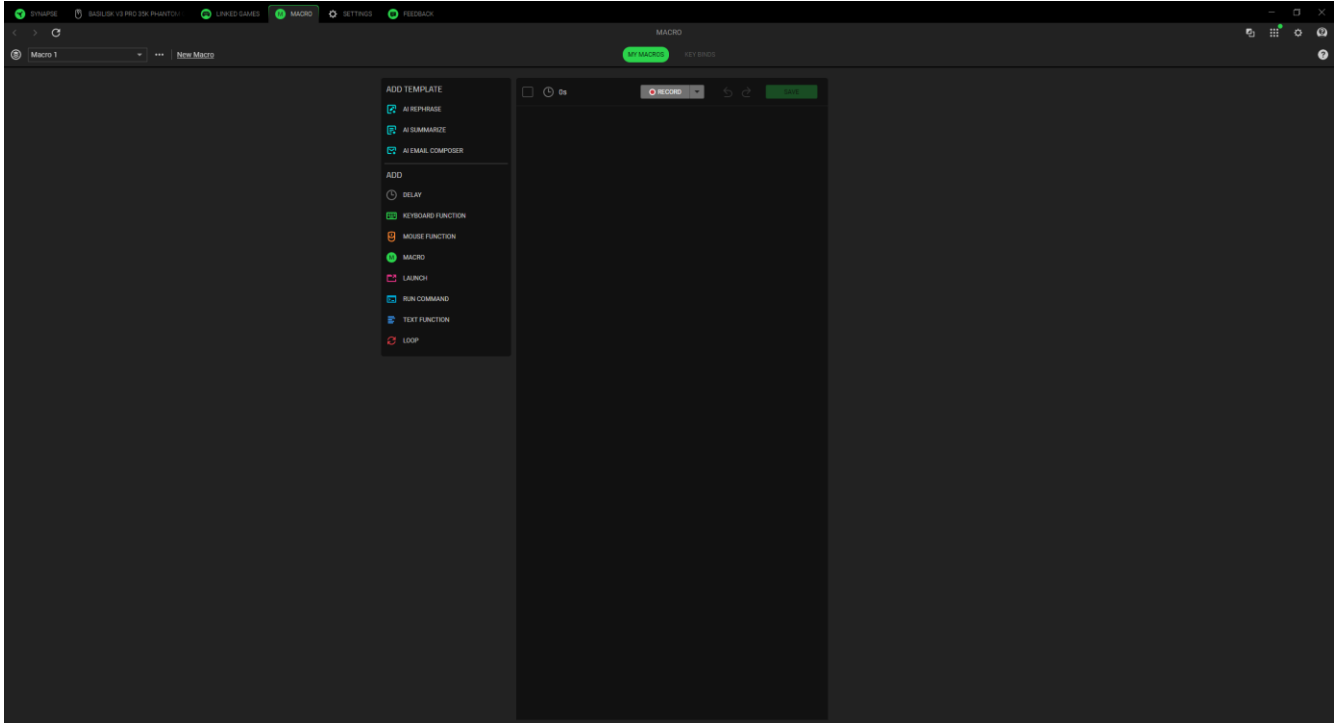 SYNAPSE BASILISK V3 PRO 35K PHANTOM LINKED GAMES MACRO SETTINGS FEEDBACK
MACRO
Macro 1 New Macro MY MACROS KEY BINDS
ADD TEMPLATE
AI REPHRASE
AI SUMMARIZE
AI EMAIL COMPOSER
ADD
DELAY
KEYBOARD FUNCTION
MOUSE FUNCTION
MACRO
LAUNCH
RUN COMMAND
TEXT FUNCTION
LOOP
0s RECORD SAVE